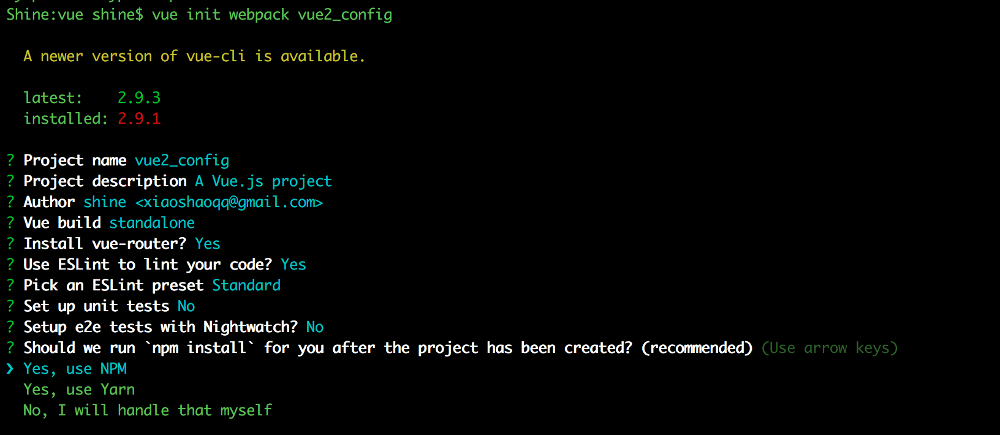 Shine:vue shine$ vue init webpack vue2_config
A newer version of vue-cli is available.
latest:    2.9.3
installed: 2.9.1
? Project name vue2_config
? Project description A Vue.js project
? Author shine <xiaoshaoqq@gmail.com>
? Vue build standalone
? Install vue-router? Yes
? Use ESLint to lint your code? Yes
? Pick an ESLint preset Standard
? Set up unit tests No
? Setup e2e tests with Nightwatch? No
? Should we run `npm install` for you after the project has been created? (recommended) (Use arrow keys)
❯ Yes, use NPM
Yes, use Yarn
No, I will handle that myself